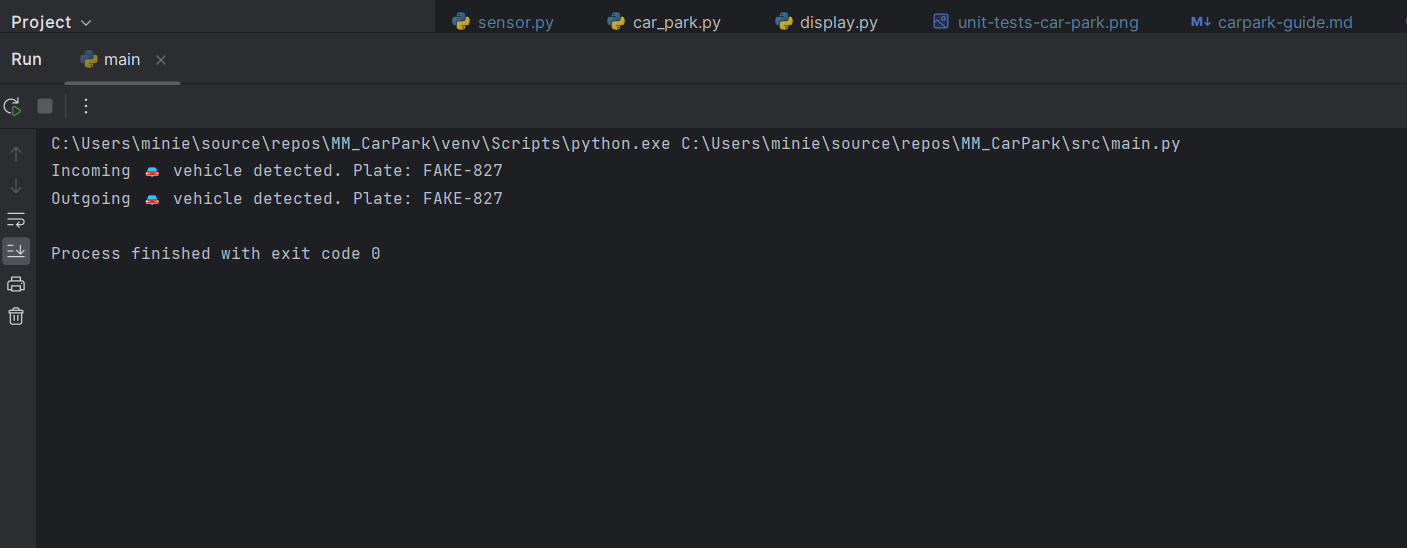 Project
sensor.py car_park.py display.py unit-tests-car-park.png M↓ carpark-guide.md
Run main
C:\Users\minie\source\repos\MM_CarPark\venv\Scripts\python.exe C:\Users\minie\source\repos\MM_CarPark\src\main.py
Incoming 🚘 vehicle detected. Plate: FAKE-827
Outgoing 🚘 vehicle detected. Plate: FAKE-827
Process finished with exit code 0